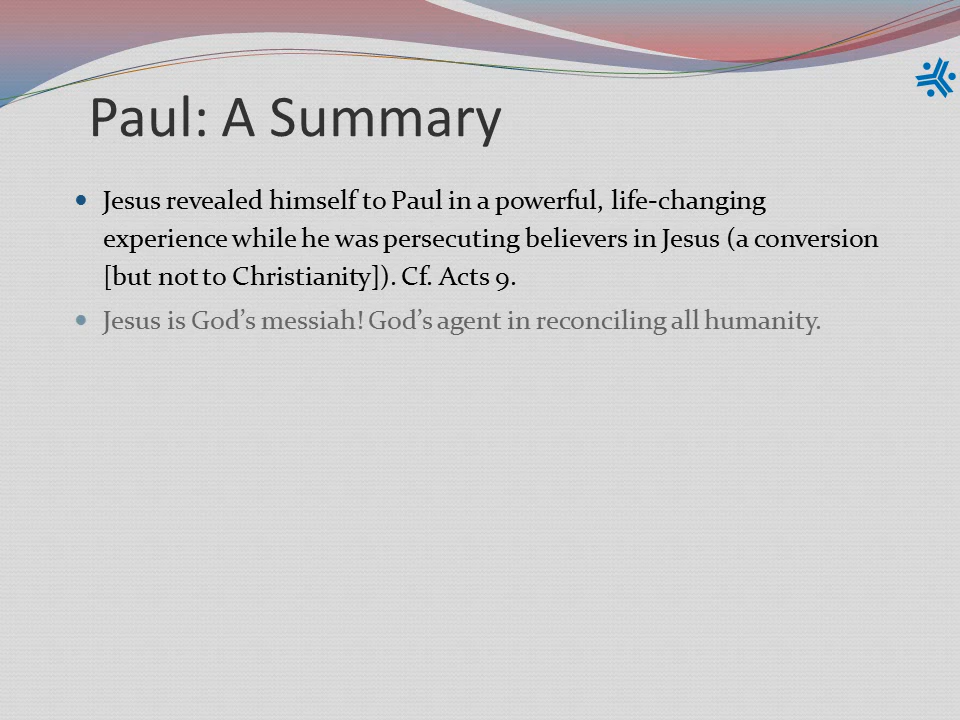 Paul: A Summary
Jesus revealed himself to Paul in a powerful, life-changing
experience while he was persecuting believers in Jesus (a conversion
[but not to Christianity]). Cf. Acts 9.
Jesus is God’s messiah! God’s agent in reconciling all humanity.